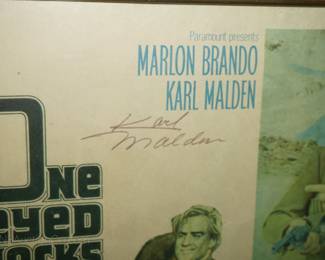 Paramount presents
MARLON BRANDO
KARL MALDEN
Karl
Malden
ONE
EYED